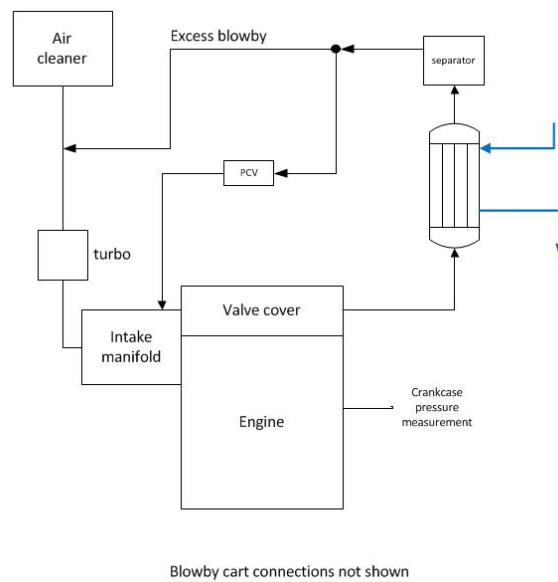 Air
cleaner
Excess blowby
separator
PCV
turbo
Valve cover
Intake
manifold
Crankcase
pressure
measurement
Engine
Blowby cart connections not shown